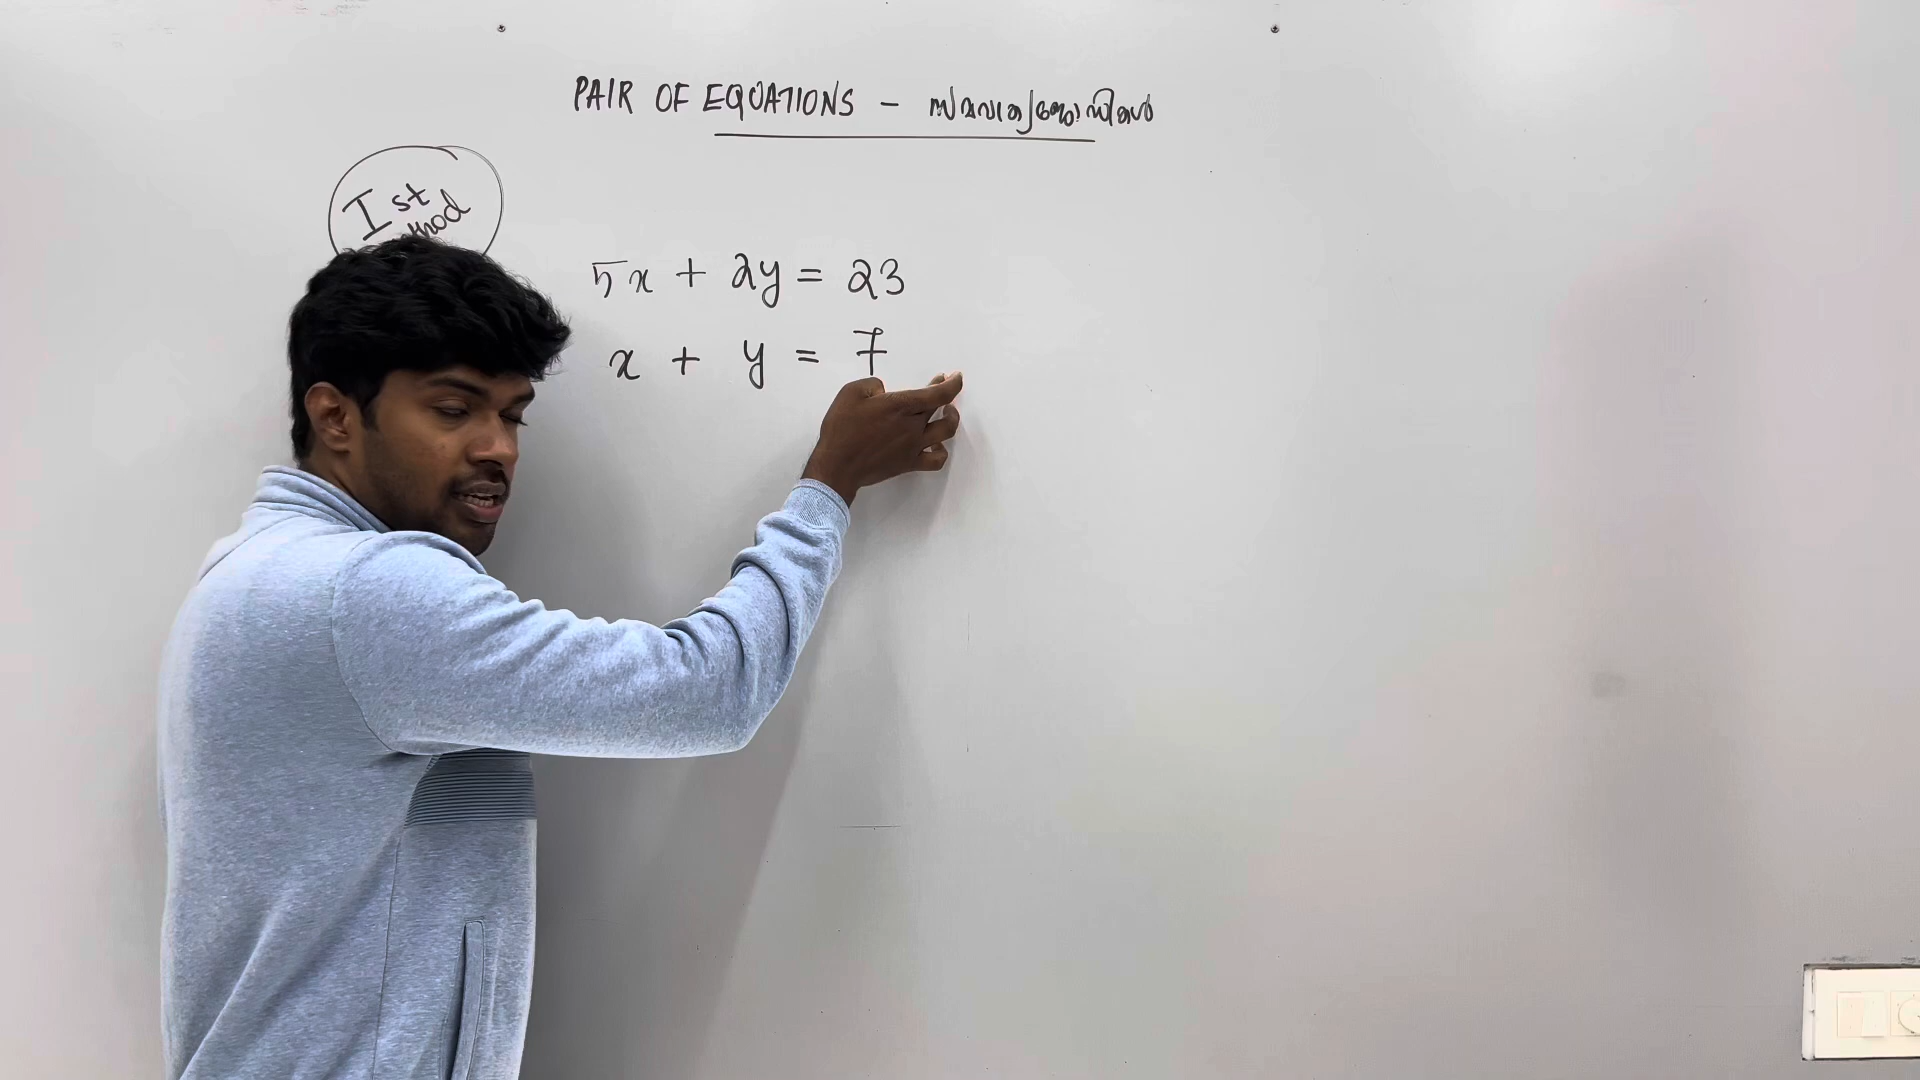 PAIR OF EQUATIONS - സമവാക്യജോഡികൾ
Ist
5x + 2y = 23
x + y = 7